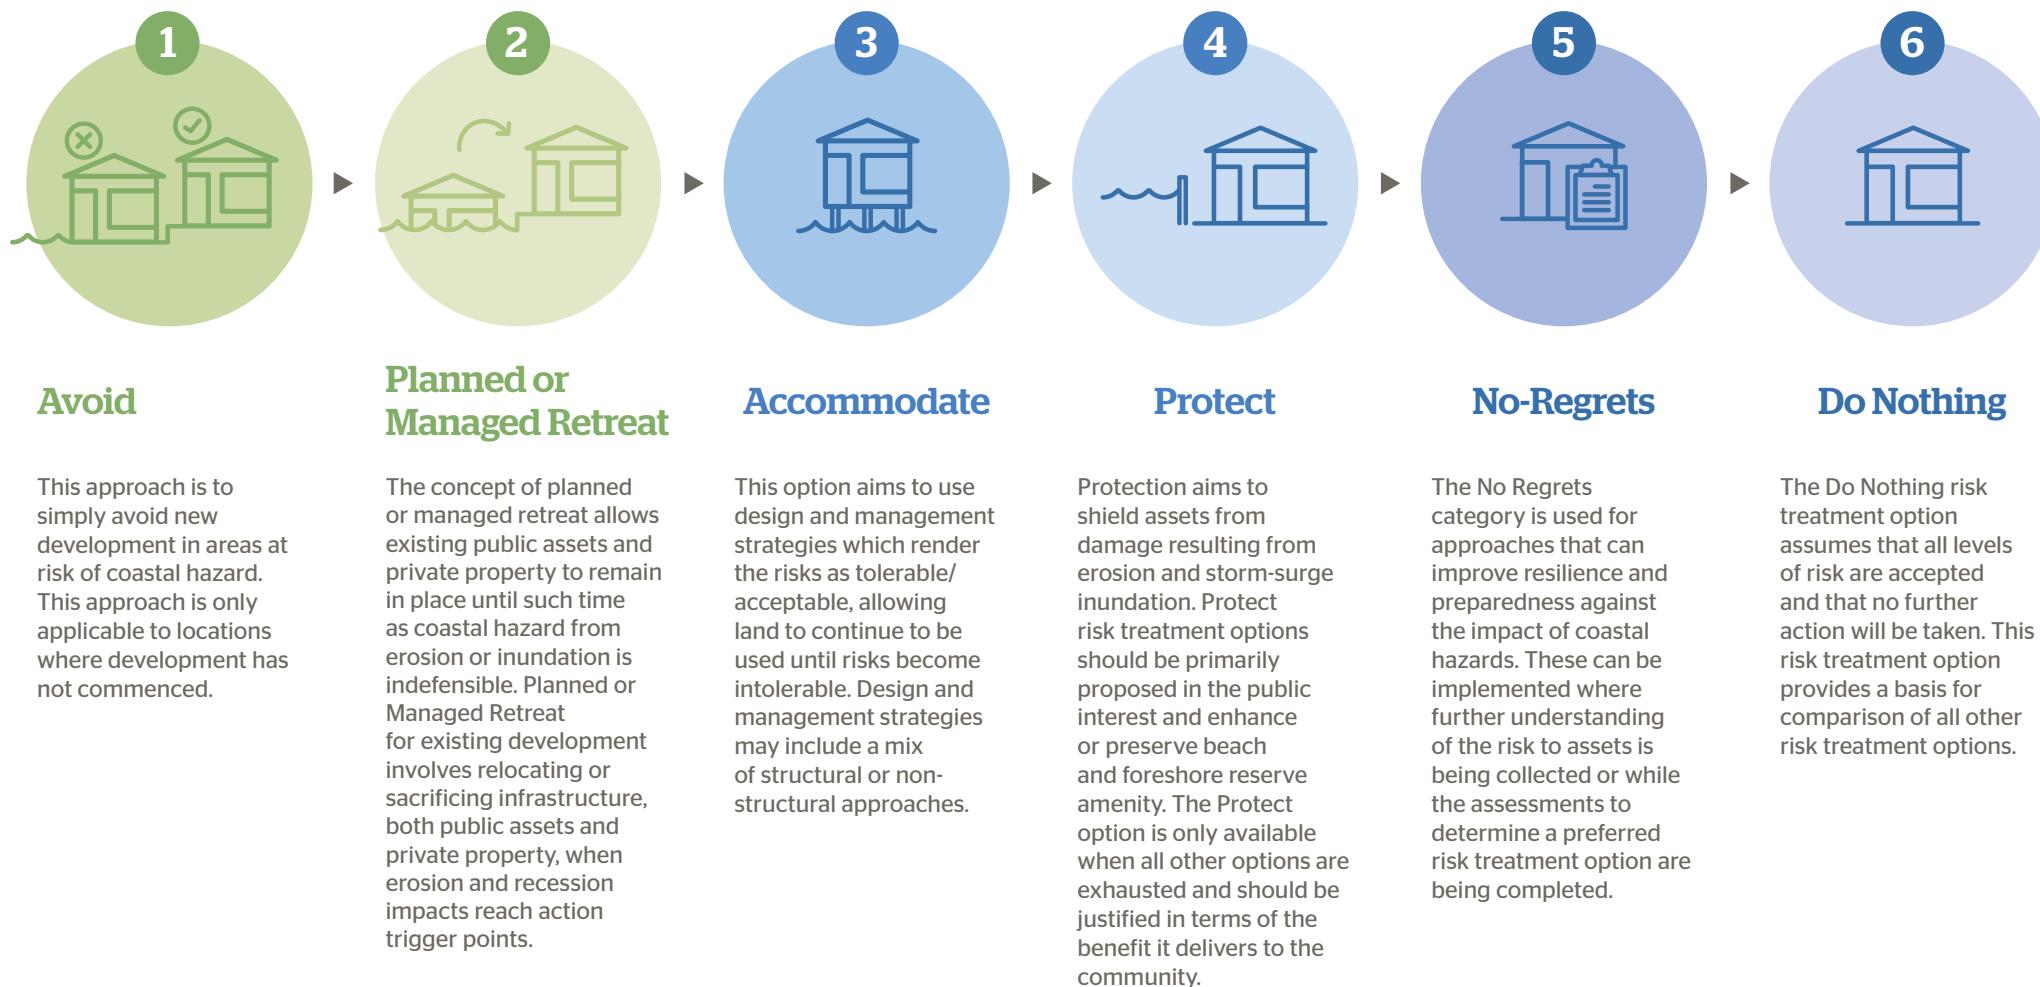 1
Avoid
This approach is to
simply avoid new
development in areas at
risk of coastal hazard.
This approach is only
applicable to locations
where development has
not commenced.
2
Planned or
Managed Retreat
The concept of planned
or managed retreat allows
existing public assets and
private property to remain
in place until such time
as coastal hazard from
erosion or inundation is
indefensible. Planned or
Managed Retreat
for existing development
involves relocating or
sacrificing infrastructure,
both public assets and
private property, when
erosion and recession
impacts reach action
trigger points.
3
Accommodate
This option aims to use
design and management
strategies which render
the risks as tolerable/
acceptable, allowing
land to continue to be
used until risks become
intolerable. Design and
management strategies
may include a mix
of structural or non-
structural approaches.
4
Protect
Protection aims to
shield assets from
damage resulting from
erosion and storm-surge
inundation. Protect
risk treatment options
should be primarily
proposed in the public
interest and enhance
or preserve beach
and foreshore reserve
amenity. The Protect
option is only available
when all other options are
exhausted and should be
justified in terms of the
benefit it delivers to the
community.
5
No-Regrets
The No Regrets
category is used for
approaches that can
improve resilience and
preparedness against
the impact of coastal
hazards. These can be
implemented where
further understanding
of the risk to assets is
being collected or while
the assessments to
determine a preferred
risk treatment option are
being completed.
6
Do Nothing
The Do Nothing risk
treatment option
assumes that all levels
of risk are accepted
and that no further
action will be taken. This
risk treatment option
provides a basis for
comparison of all other
risk treatment options.